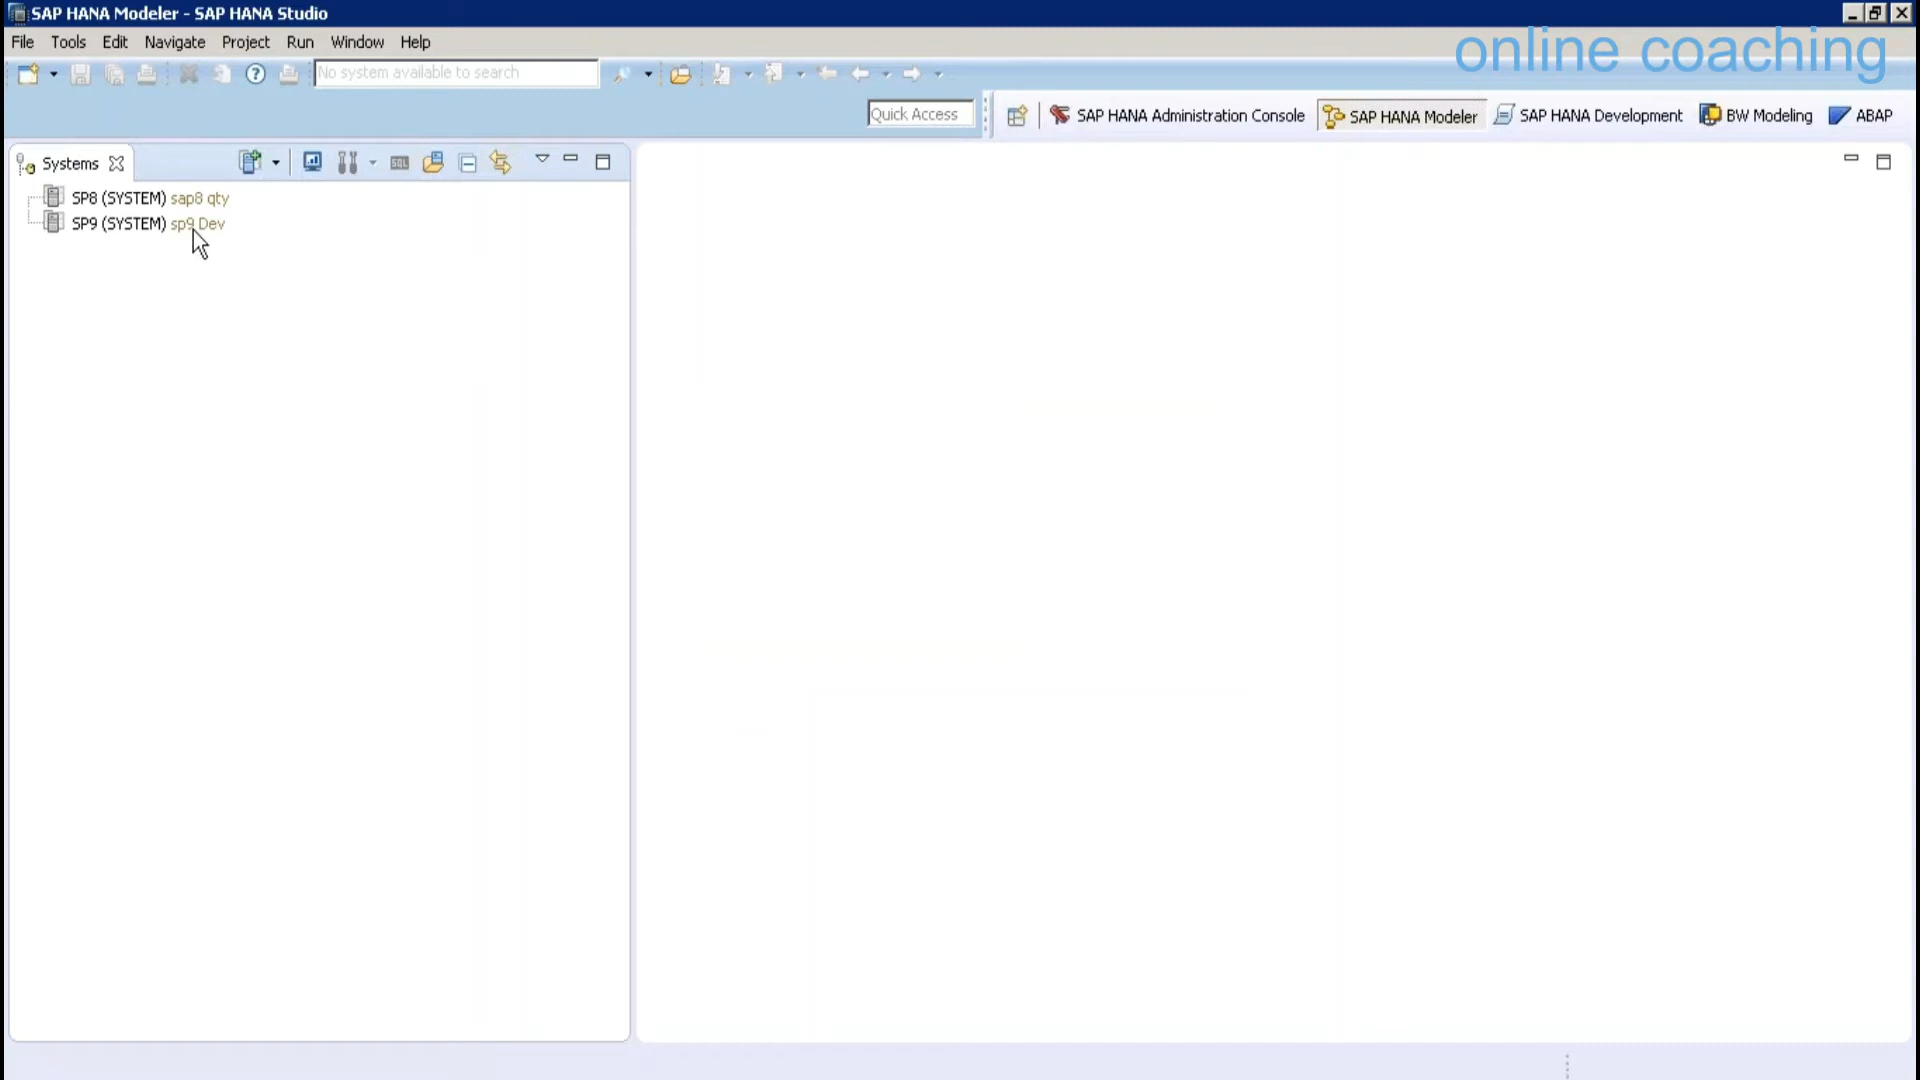 SAP HANA Modeler - SAP HANA Studio
File Tools Edit Navigate Project Run Window Help
online coaching
No system available to search
Quick Access
SAP HANA Administration Console
SAP HANA Modeler
SAP HANA Development
BW Modeling
ABAP
Systems
SQL
SP8 (SYSTEM) sap8 qty
SP9 (SYSTEM) sp9 Dev